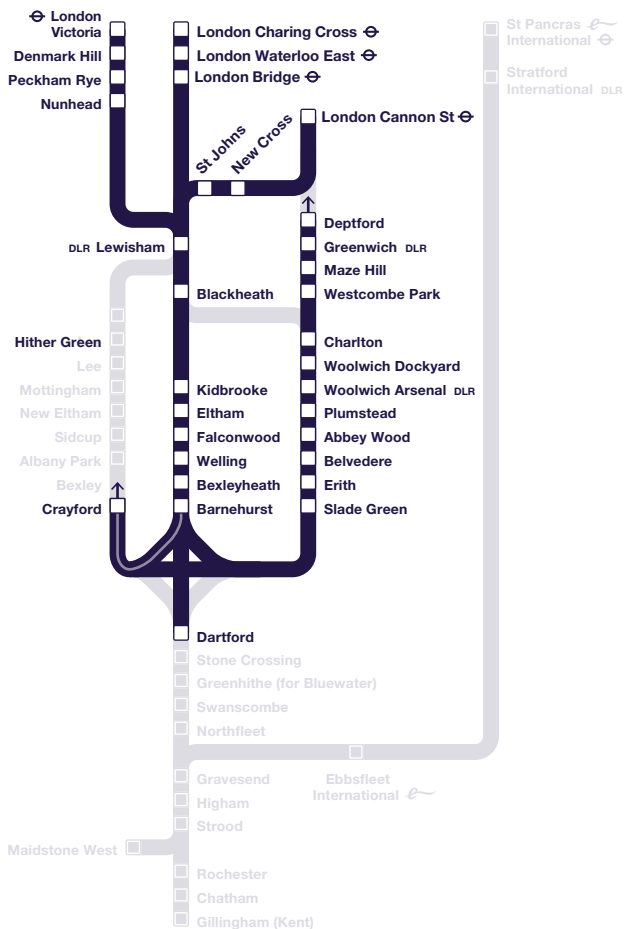 London
Victoria
Denmark Hill
Peckham Rye
Nunhead
London Charing Cross
London Waterloo East
London Bridge
London Cannon St
St Johns
New Cross
St Pancras
International
Stratford
International DLR
DLR Lewisham
Blackheath
Hither Green
Lee
Mottingham
New Eltham
Sidcup
Albany Park
Bexley
Crayford
Kidbrooke
Eltham
Falconwood
Welling
Bexleyheath
Barnehurst
Deptford
Greenwich DLR
Maze Hill
Westcombe Park
Charlton
Woolwich Dockyard
Woolwich Arsenal DLR
Plumstead
Abbey Wood
Belvedere
Erith
Slade Green
Dartford
Stone Crossing
Greenhithe (for Bluewater)
Swanscombe
Northfleet
Ebbsfleet
International
Gravesend
Higham
Strood
Maidstone West
Rochester
Chatham
Gillingham (Kent)